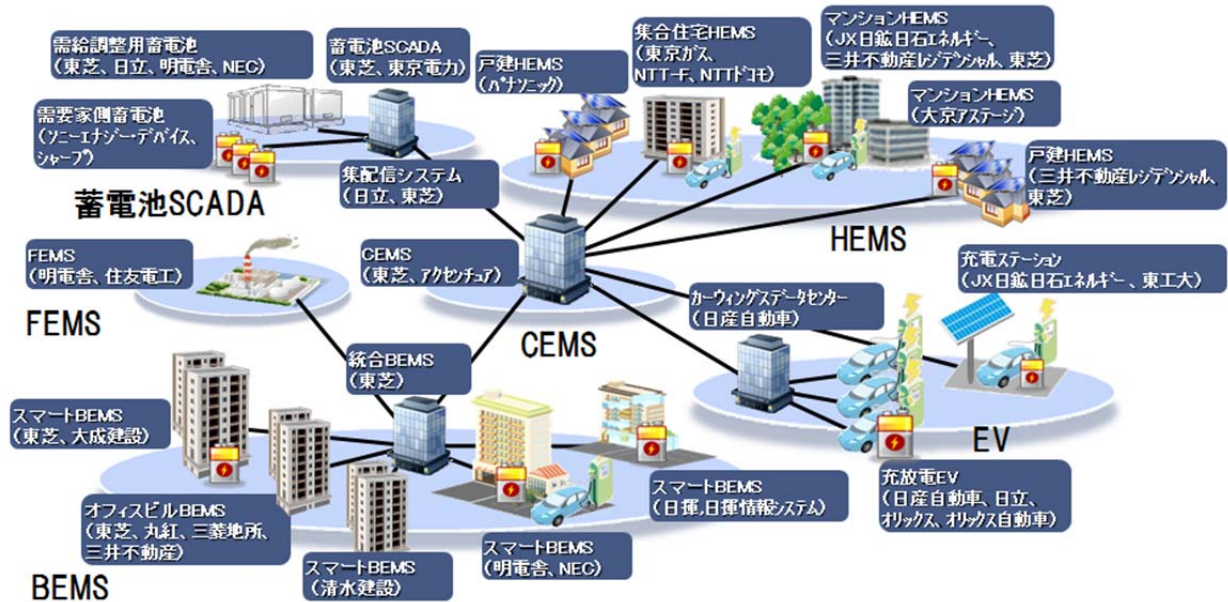 需給調整用蓄電池
(東芝、日立、明電舎、NEC)
蓄電池SCADA
(東芝、東京電力)
需要家側蓄電池
(ソニーエナジー・デバイス、
シャープ)
集配信システム
(日立、東芝)
蓄電池SCADA
戸建HEMS
(パナソニック)
集合住宅HEMS
(東京ガス、
NTT-F、NTTドコモ)
マンションHEMS
(JX日鉱日石エネルギー、
三井不動産レジデンシャル、東芝)
マンションHEMS
(大京アステージ)
戸建HEMS
(三井不動産レジデンシャル、
東芝)
HEMS
FEMS
(明電舎、住友電工)
FEMS
CEMS
(東芝、アクセンチュア)
CEMS
充電ステーション
(JX日鉱日石エネルギー、東工大)
カーウィングスデータセンター
(日産自動車)
EV
充放電EV
(日産自動車、日立、
オリックス、オリックス自動車)
統合BEMS
(東芝)
スマートBEMS
(東芝、大成建設)
オフィスビルBEMS
(東芝、丸紅、三菱地所、
三井不動産)
スマートBEMS
(清水建設)
スマートBEMS
(明電舎、NEC)
スマートBEMS
(日揮,日揮情報システム)
BEMS